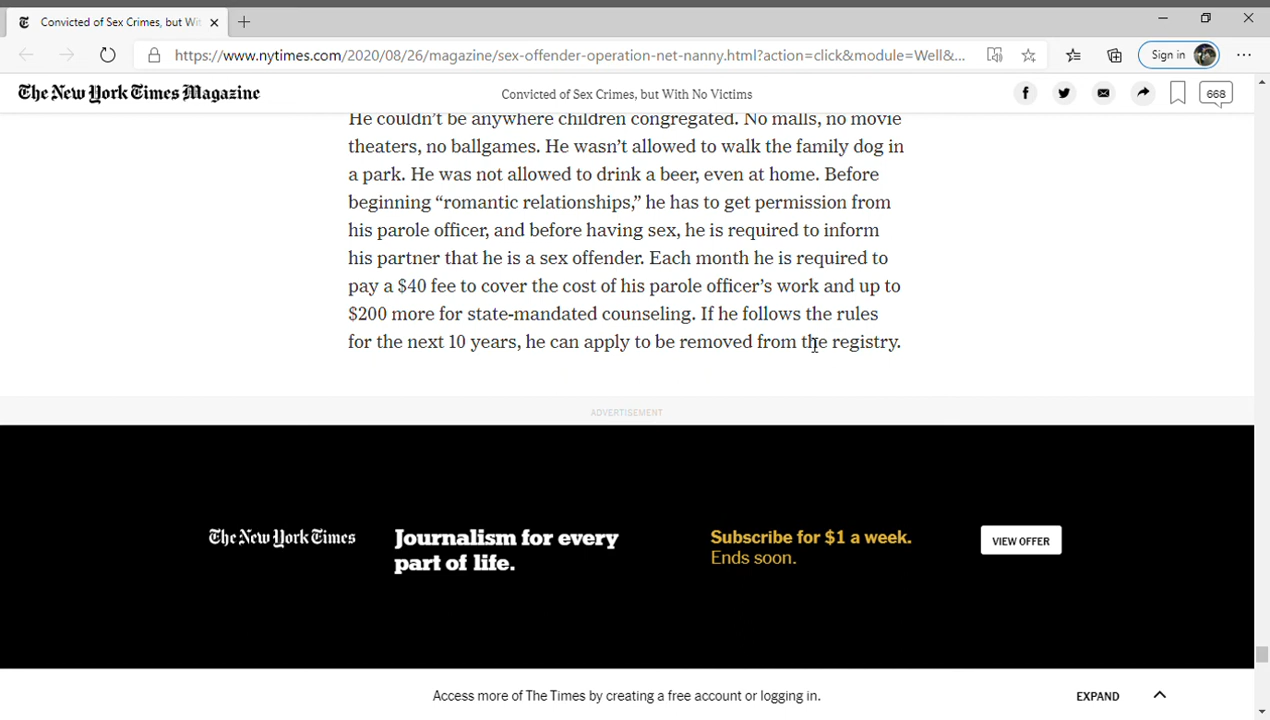 Convicted of Sex Crimes, but Wit
https://www.nytimes.com/2020/08/26/magazine/sex-offender-operation-net-nanny.html?action=click&module=Well&...
Sign in
The New York Times Magazine
Convicted of Sex Crimes, but With No Victims
668
He couldn’t be anywhere children congregated. No malls, no movie
theaters, no ballgames. He wasn’t allowed to walk the family dog in
a park. He was not allowed to drink a beer, even at home. Before
beginning “romantic relationships,” he has to get permission from
his parole officer, and before having sex, he is required to inform
his partner that he is a sex offender. Each month he is required to
pay a $40 fee to cover the cost of his parole officer’s work and up to
$200 more for state-mandated counseling. If he follows the rules
for the next 10 years, he can apply to be removed from the registry.
ADVERTISEMENT
The New York Times
Journalism for every
part of life.
Subscribe for $1 a week.
Ends soon.
VIEW OFFER
Access more of The Times by creating a free account or logging in.
EXPAND